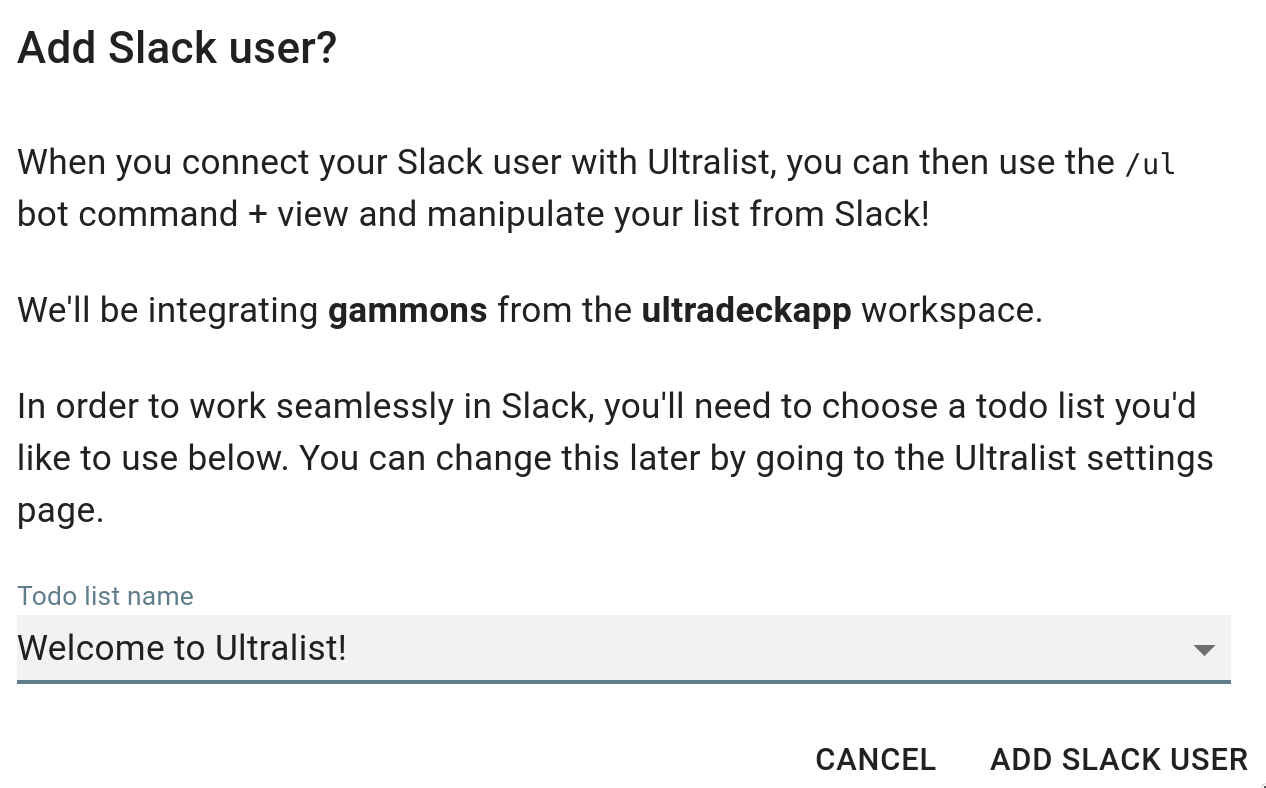 Add Slack user?
When you connect your Slack user with Ultralist, you can then use the /ul
bot command + view and manipulate your list from Slack!
We'll be integrating gammons from the ultradeckapp workspace.
In order to work seamlessly in Slack, you'll need to choose a todo list you'd
like to use below. You can change this later by going to the Ultralist settings
page.
Todo list name
Welcome to Ultralist!
CANCEL ADD SLACK USER